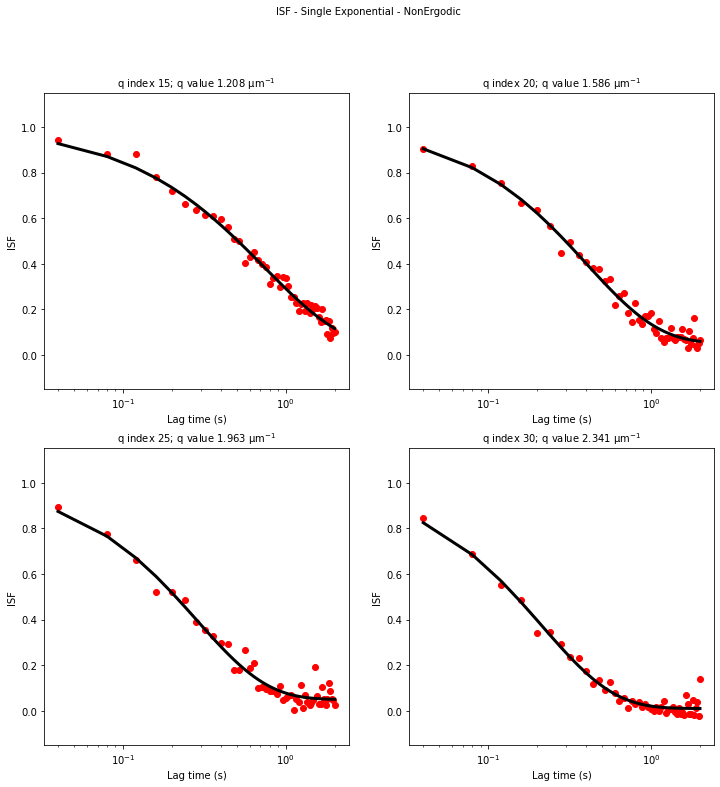 ISF - Single Exponential - NonErgodic
q index 15; q value 1.208 μm⁻¹
q index 20; q value 1.586 μm⁻¹
ISF
1.0
0.8
0.6
0.4
0.2
0.0
10⁻¹
10⁰
Lag time (s)
ISF
1.0
0.8
0.6
0.4
0.2
0.0
10⁻¹
10⁰
Lag time (s)
q index 25; q value 1.963 μm⁻¹
q index 30; q value 2.341 μm⁻¹
ISF
1.0
0.8
0.6
0.4
0.2
0.0
10⁻¹
10⁰
Lag time (s)
ISF
1.0
0.8
0.6
0.4
0.2
0.0
10⁻¹
10⁰
Lag time (s)